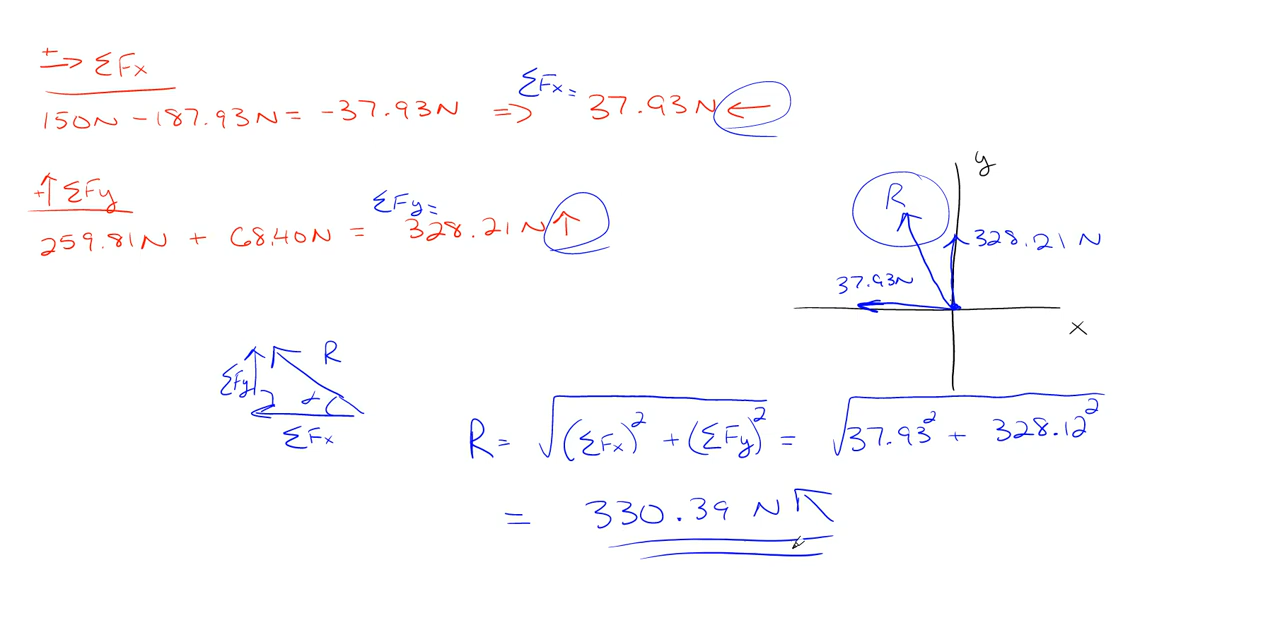 +→ ΣFx
150N - 187.93N = -37.93N ⇒ ΣFx = 37.93N ←
+↑ ΣFy
259.81N + 68.40N = ΣFy = 328.21N ↑
y
R
328.21 N
37.93N
x
R
ΣFy
α
ΣFx
R = √(ΣFx)² + (ΣFy)² = √37.93² + 328.12²
= 330.39 N ↖